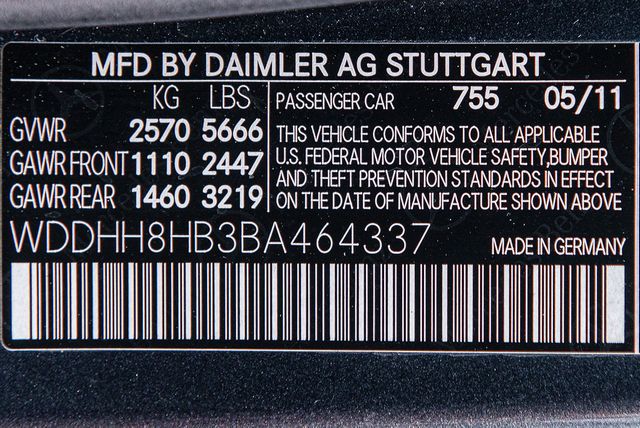 MFD BY DAIMLER AG STUTTGART
KG LBS
GVWR 2570 5666
GAWR FRONT 1110 2447
GAWR REAR 1460 3219
PASSENGER CAR 755 05/11
THIS VEHICLE CONFORMS TO ALL APPLICABLE
U.S. FEDERAL MOTOR VEHICLE SAFETY,BUMPER
AND THEFT PREVENTION STANDARDS IN EFFECT
ON THE DATE OF MANUFACTURE SHOWN ABOVE
WDDHH8HB3BA464337
MADE IN GERMANY